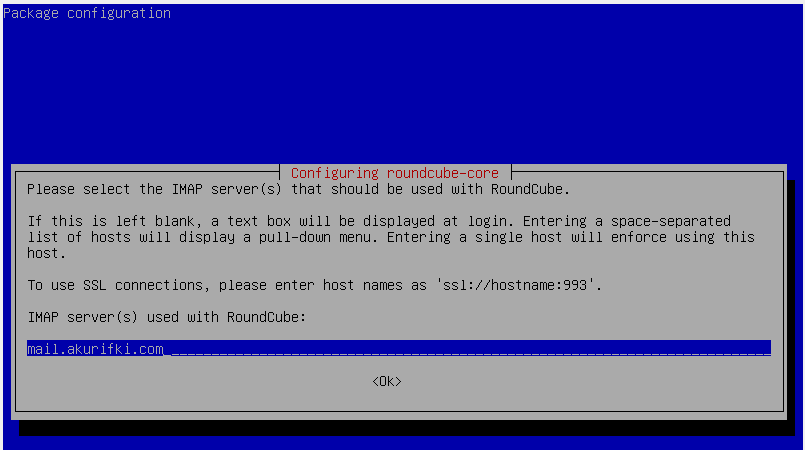 Package configuration
Configuring roundcube-core
Please select the IMAP server(s) that should be used with RoundCube.
If this is left blank, a text box will be displayed at login. Entering a space-separated
list of hosts will display a pull-down menu. Entering a single host will enforce using this
host.
To use SSL connections, please enter host names as 'ssl://hostname:993'.
IMAP server(s) used with RoundCube:
mail.akurifki.com
<Ok>